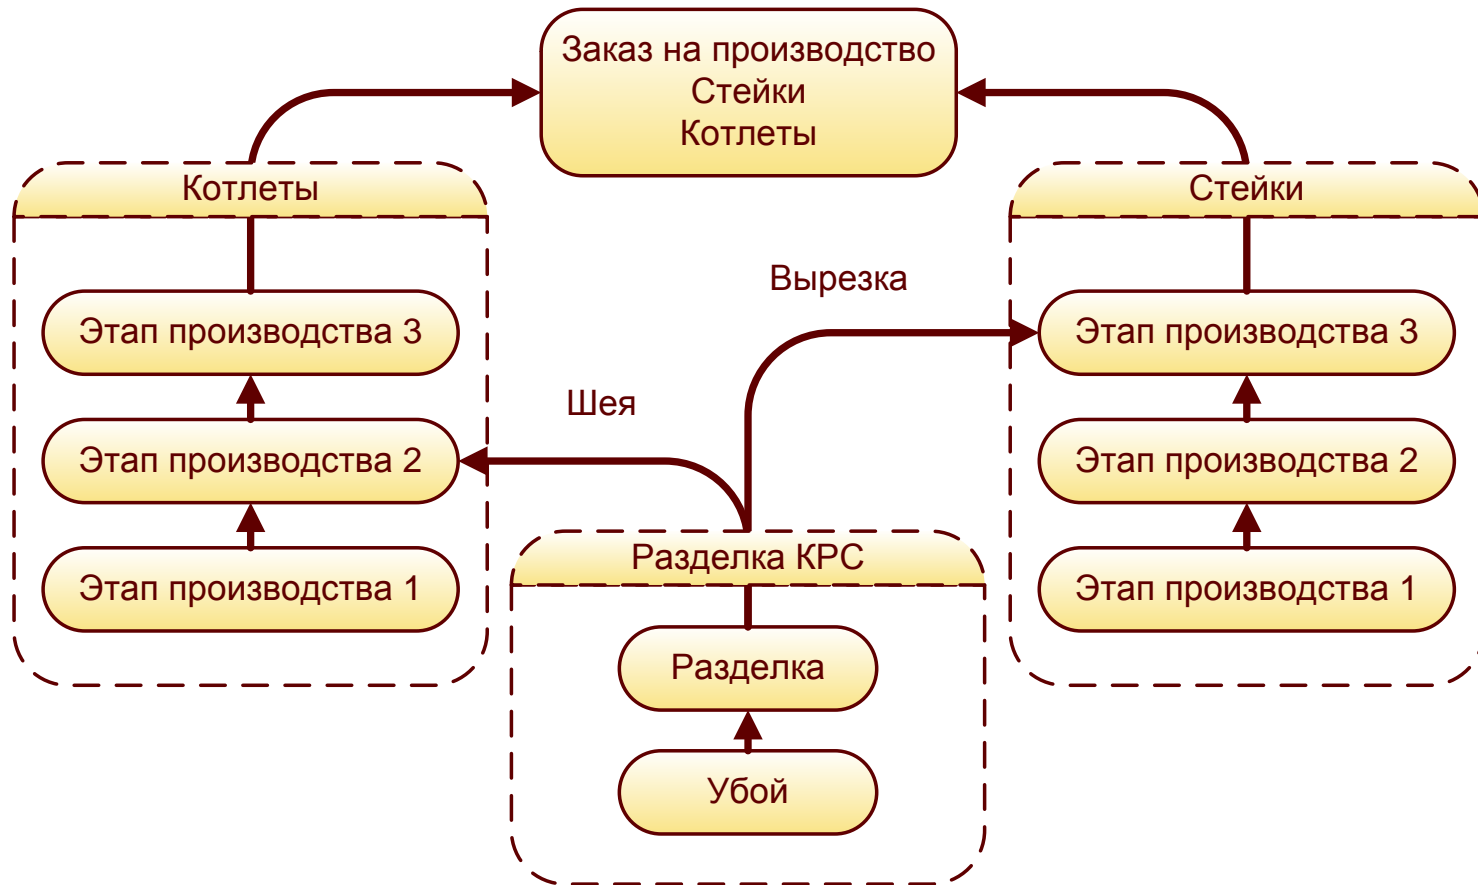 Заказ на производство
Стейки
Котлеты
Котлеты
Стейки
Вырезка
Этап производства 3
Этап производства 3
Шея
Этап производства 2
Этап производства 2
Разделка КРС
Этап производства 1
Этап производства 1
Разделка
Убой